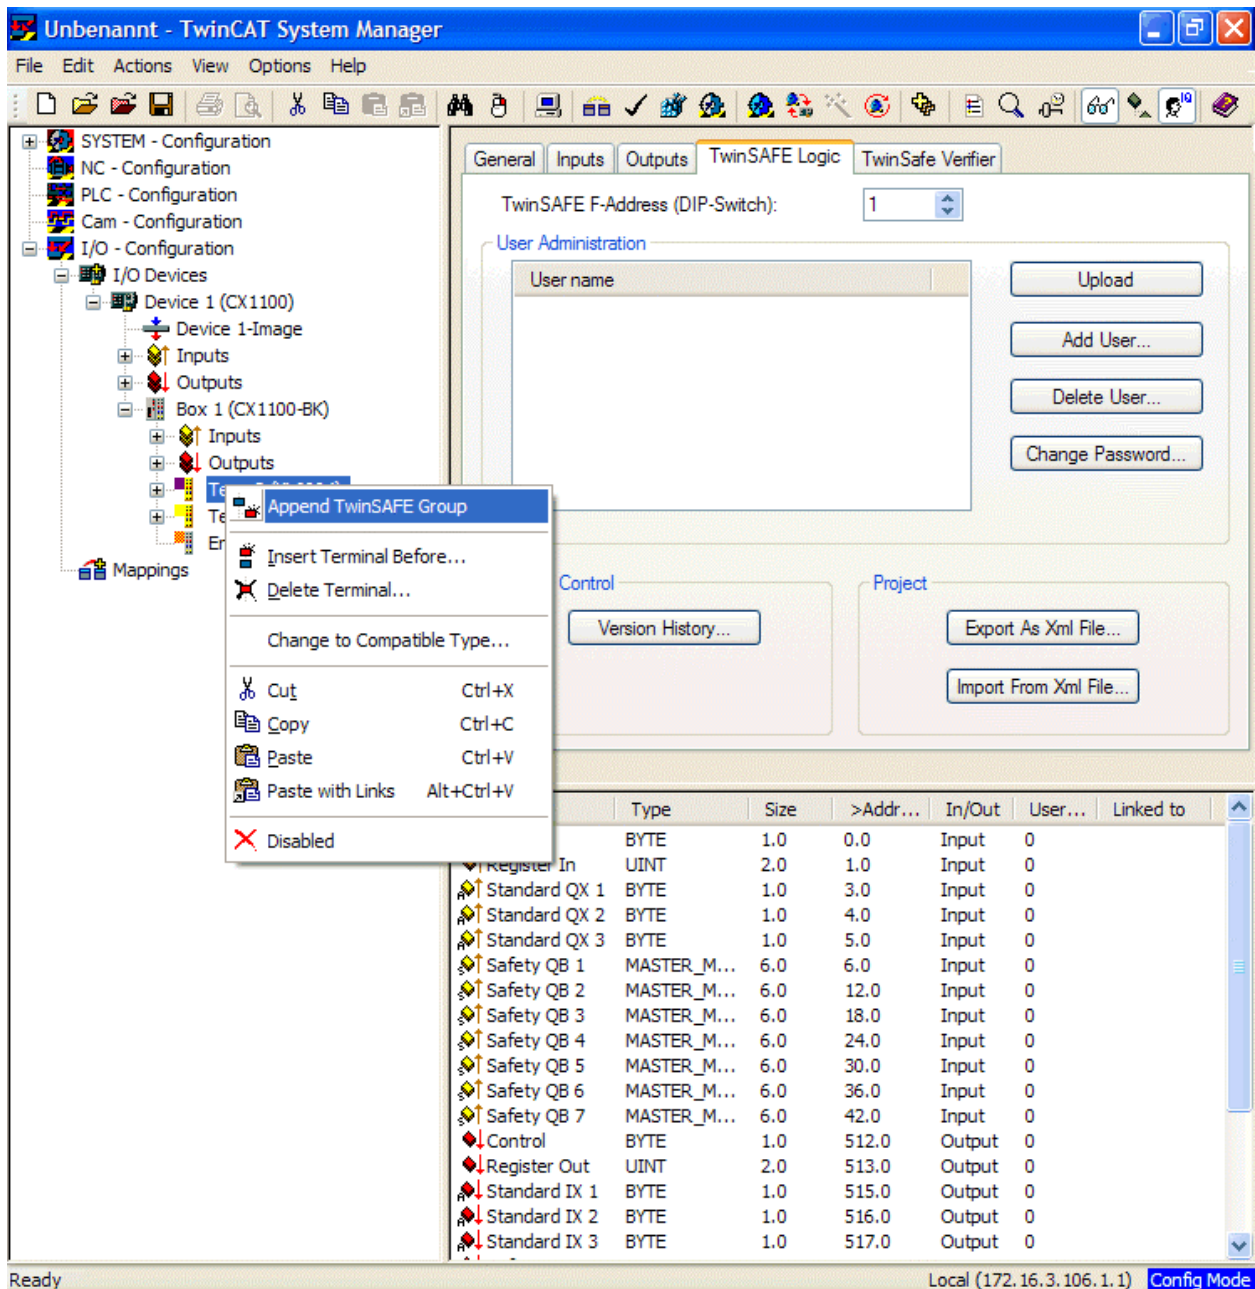 Unbenannt - TwinCAT System Manager
File Edit Actions View Options Help
SYSTEM - Configuration
NC - Configuration
PLC - Configuration
Cam - Configuration
I/O - Configuration
I/O Devices
Device 1 (CX1100)
Device 1-Image
Inputs
Outputs
Box 1 (CX1100-BK)
Inputs
Outputs
Mappings
Append TwinSAFE Group
Insert Terminal Before...
Delete Terminal...
Change to Compatible Type...
Cut Ctrl+X
Copy Ctrl+C
Paste Ctrl+V
Paste with Links Alt+Ctrl+V
Disabled
General Inputs Outputs TwinSAFE Logic TwinSafe Verifier
TwinSAFE F-Address (DIP-Switch): 1
User Administration
User name
Upload
Add User...
Delete User...
Change Password...
Control
Version History...
Project
Export As Xml File...
Import From Xml File...
Type Size >Addr... In/Out User... Linked to
BYTE 1.0 0.0 Input 0
Register In UINT 2.0 1.0 Input 0
Standard QX 1 BYTE 1.0 3.0 Input 0
Standard QX 2 BYTE 1.0 4.0 Input 0
Standard QX 3 BYTE 1.0 5.0 Input 0
Safety QB 1 MASTER_M... 6.0 6.0 Input 0
Safety QB 2 MASTER_M... 6.0 12.0 Input 0
Safety QB 3 MASTER_M... 6.0 18.0 Input 0
Safety QB 4 MASTER_M... 6.0 24.0 Input 0
Safety QB 5 MASTER_M... 6.0 30.0 Input 0
Safety QB 6 MASTER_M... 6.0 36.0 Input 0
Safety QB 7 MASTER_M... 6.0 42.0 Input 0
Control BYTE 1.0 512.0 Output 0
Register Out UINT 2.0 513.0 Output 0
Standard IX 1 BYTE 1.0 515.0 Output 0
Standard IX 2 BYTE 1.0 516.0 Output 0
Standard IX 3 BYTE 1.0 517.0 Output 0
Ready
Local (172.16.3.106.1.1) Config Mode